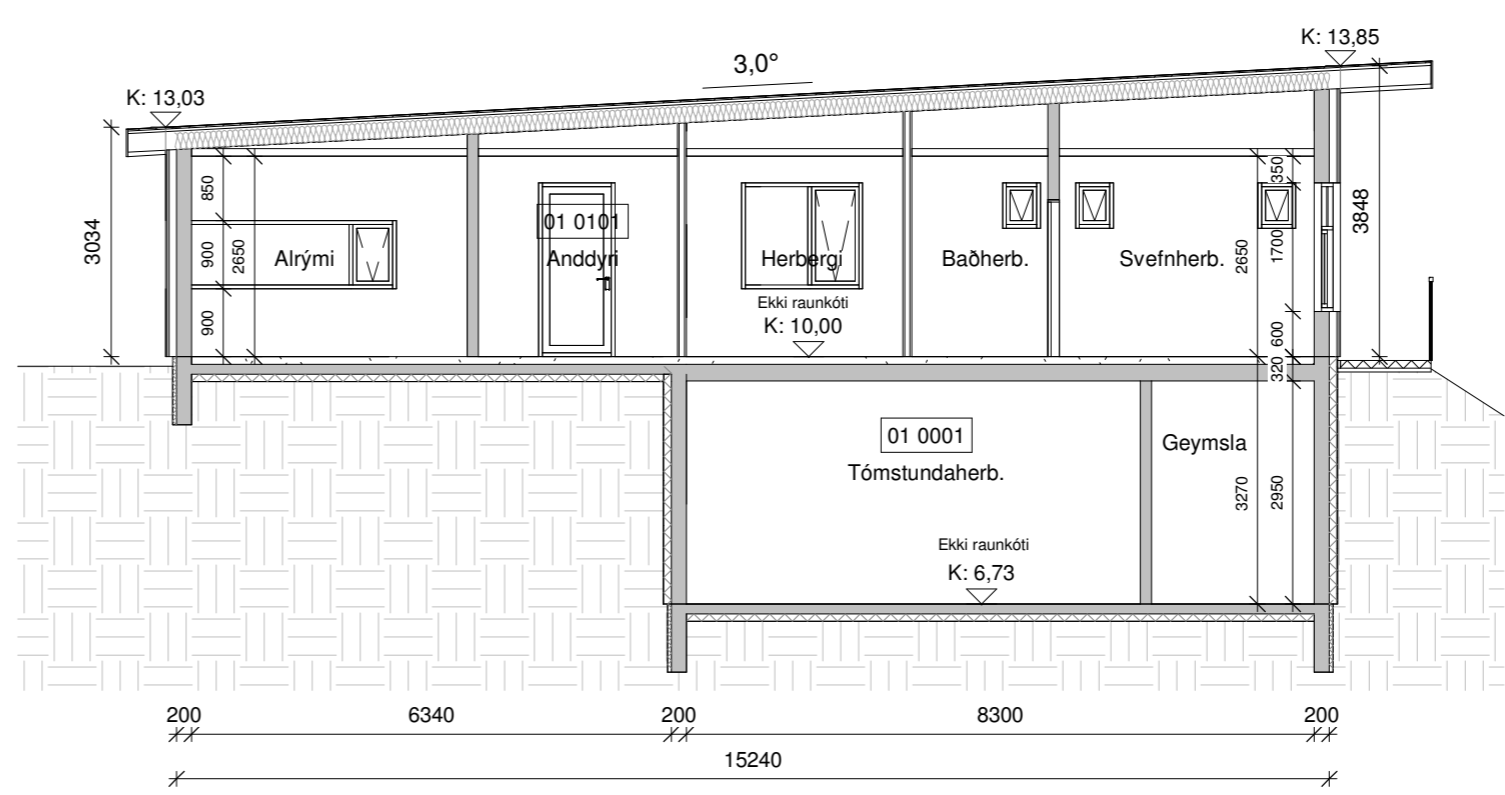 K: 13,85
3,0°
K: 13,03
850
350
3034
3848
01 0101
900
2650
Alrými
Anddyri
Herbergi
Baðherb.
Svefnherb.
2650
1700
Ekki raunkóti
K: 10,00
900
600
320
01 0001
Geymsla
Tómstundaherb.
3270
2950
Ekki raunkóti
K: 6,73
200 6340 200 8300 200
15240